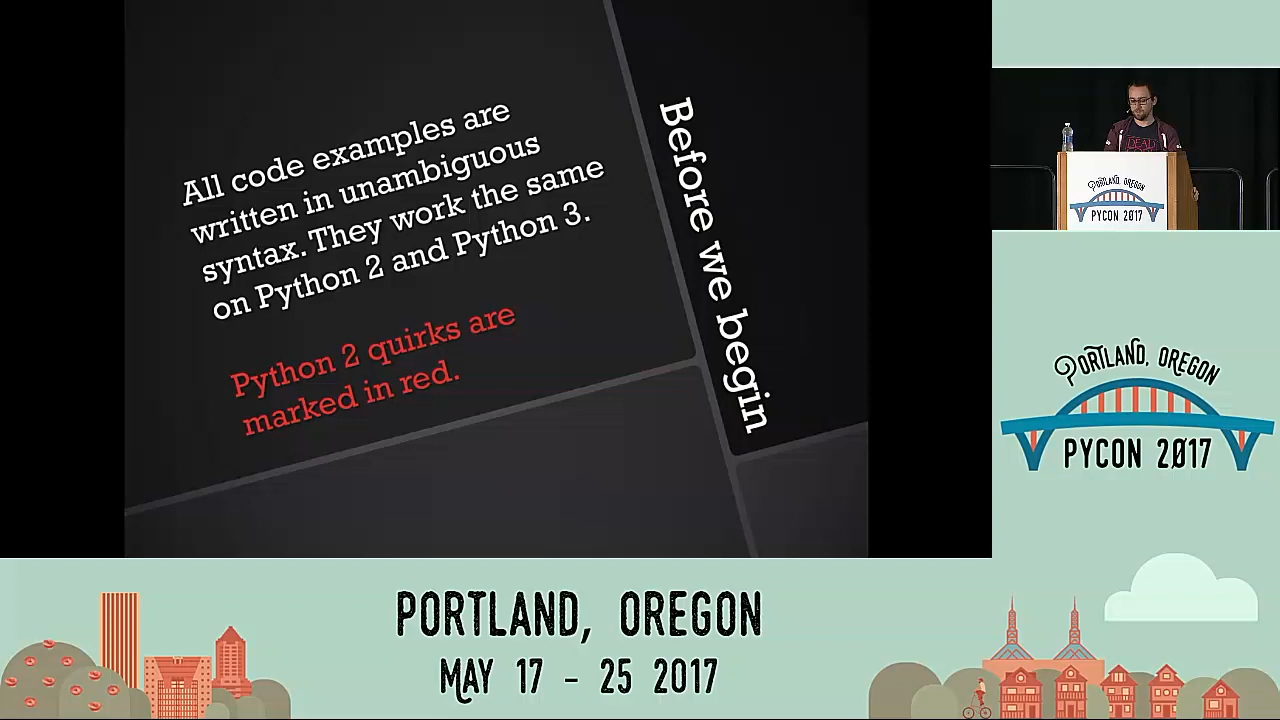 All code examples are
written in unambiguous
syntax. They work the same
on Python 2 and Python 3.
Python 2 quirks are
marked in red.
Before we begin
PORTLAND, OREGON
PYCON 2017
PORTLAND, OREGON
PYCON 2017
PORTLAND, OREGON
MAY 17 - 25 2017